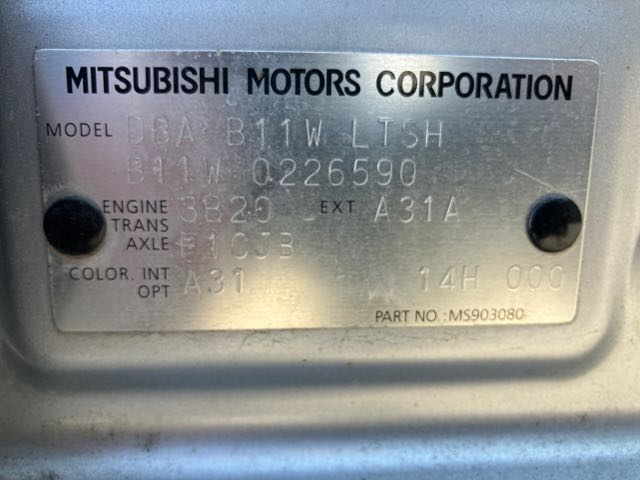 MITSUBISHI MOTORS CORPORATION
MODEL DBA B11W LTSH
B11W 0226590
ENGINE 3B20 EXT A31A
TRANS
AXLE F1CJB
COLOR. INT A31
OPT 14H 000
PART NO.: MS903080